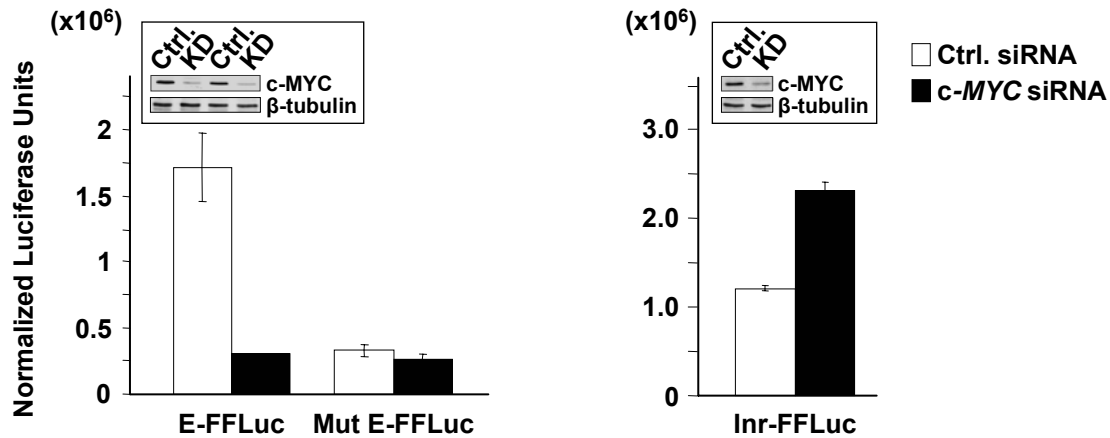 (x10⁶)
Normalized Luciferase Units
Ctrl. KD Ctrl. KD
c-MYC
β-tubulin
2
1.5
1
0.5
0
E-FFLuc Mut E-FFLuc
(x10⁶)
Ctrl. KD
c-MYC
β-tubulin
3.0
2.0
1.0
0
Inr-FFLuc
Ctrl. siRNA
c-MYC siRNA